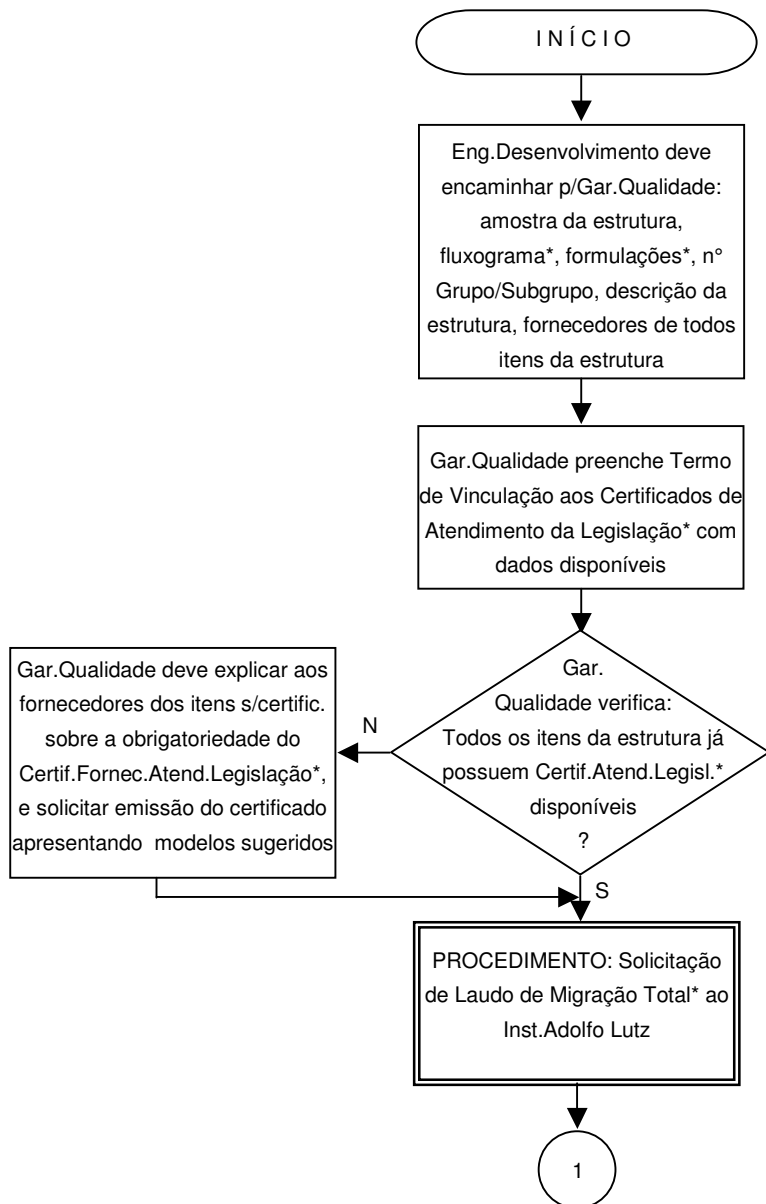 I N Í C I O
Eng.Desenvolvimento deve
encaminhar p/Gar.Qualidade:
amostra da estrutura,
fluxograma*, formulações*, n°
Grupo/Subgrupo, descrição da
estrutura, fornecedores de todos
itens da estrutura
Gar.Qualidade preenche Termo
de Vinculação aos Certificados de
Atendimento da Legislação* com
dados disponíveis
Gar.
Qualidade verifica:
Todos os itens da estrutura já
possuem Certif.Atend.Legisl.*
disponíveis
?
N
Gar.Qualidade deve explicar aos
fornecedores dos itens s/certific.
sobre a obrigatoriedade do
Certif.Fornec.Atend.Legislação*,
e solicitar emissão do certificado
apresentando modelos sugeridos
S
PROCEDIMENTO: Solicitação
de Laudo de Migração Total* ao
Inst.Adolfo Lutz
1